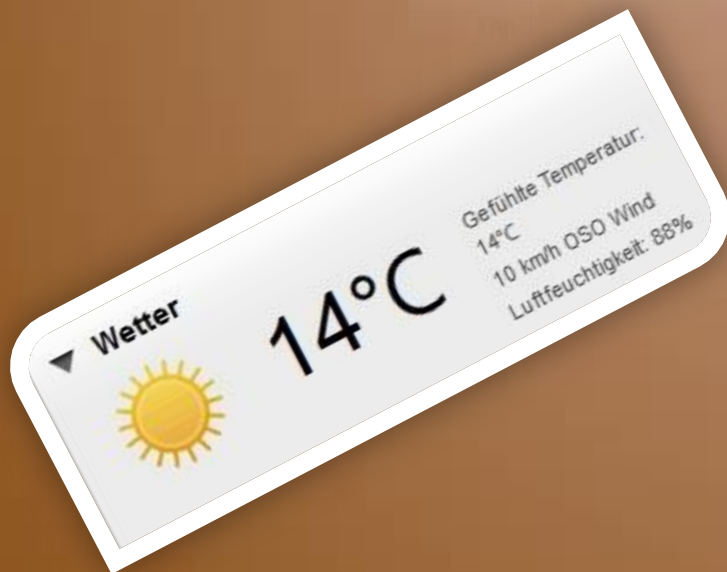 Wetter
14°C
Gefühlte Temperatur:
14°C
10 km/h OSO Wind
Luftfeuchtigkeit: 88%